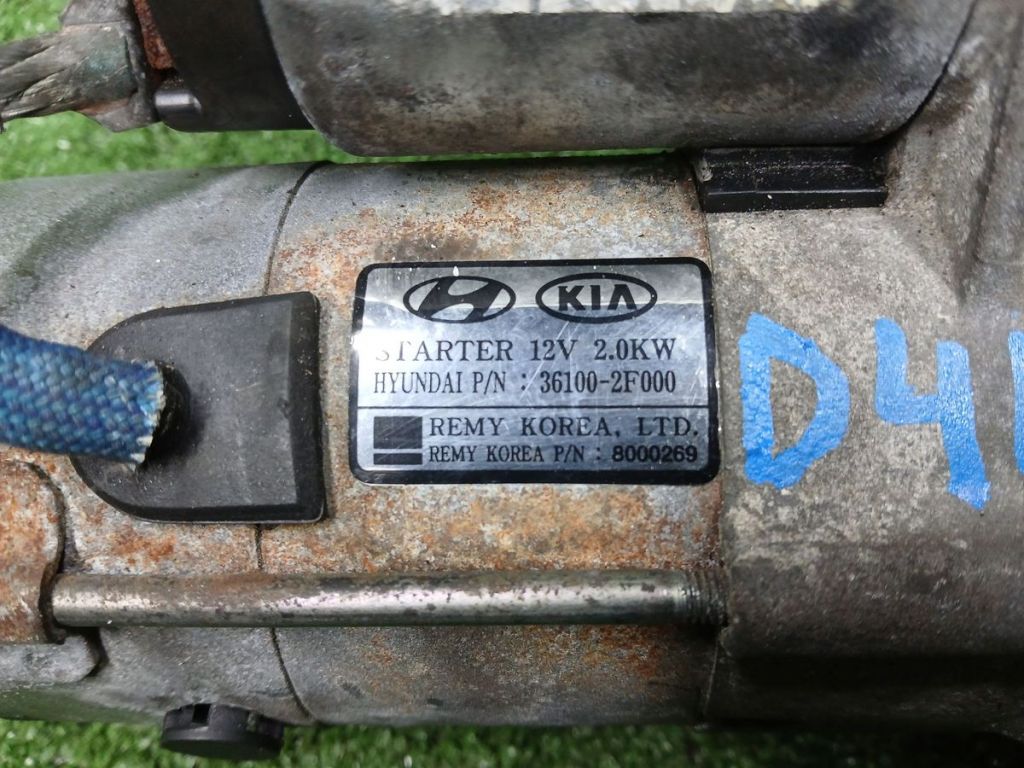 KIA
STARTER 12V 2.0KW
HYUNDAI P/N : 36100-2F000
REMY KOREA, LTD.
REMY KOREA P/N : 8000269
D4